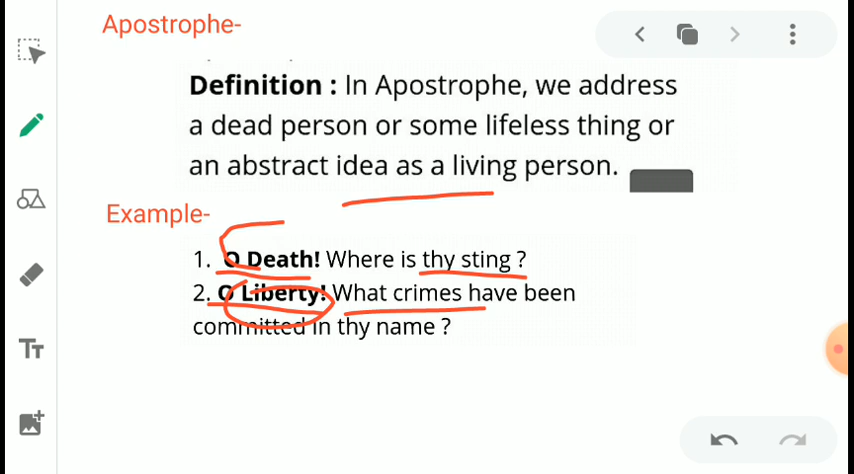 Apostrophe-
Definition : In Apostrophe, we address
a dead person or some lifeless thing or
an abstract idea as a living person.
Example-
1. O Death! Where is thy sting ?
2. O Liberty! What crimes have been
committed in thy name ?